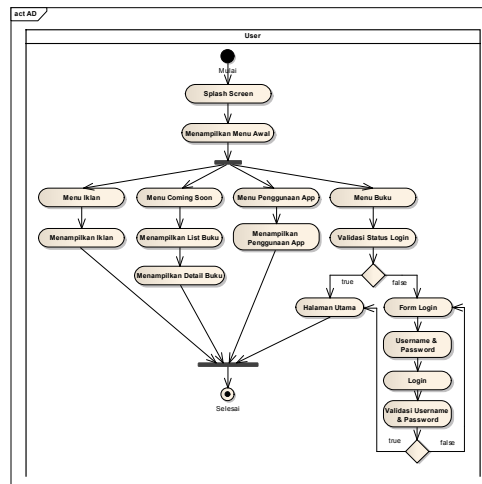 act AD
User
Mulai
Splash Screen
Menampilkan Menu Awal
Menu Iklan
Menu Coming Soon
Menu Penggunaan App
Menu Buku
Menampilkan Iklan
Menampilkan List Buku
Menampilkan
Penggunaan App
Validasi Status Login
Menampilkan Detail Buku
true
false
Halaman Utama
Form Login
Username &
Password
Login
Validasi Username
& Password
true
false
Selesai